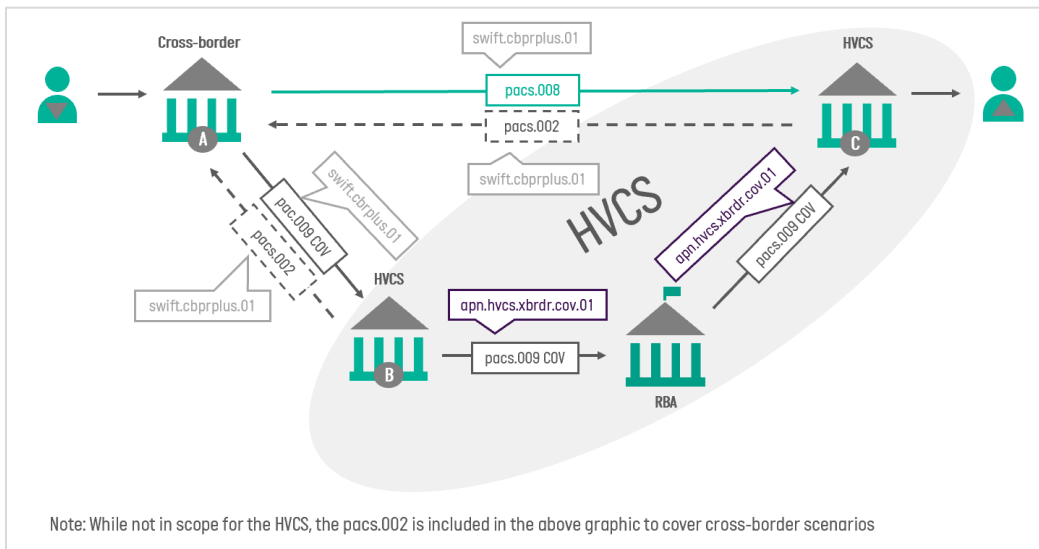 swift.cbprplus.01
Cross-border
HVCS
pacs.008
pacs.002
A
C
swift.cbprplus.01
swift.cbrplus.01
pac.009 COV
HVCS
apn.hvcs.xbrdr.cov.01
pacs.009 COV
pacs.002
swift.cbprplus.01
HVCS
apn.hvcs.xbrdr.cov.01
pacs.009 COV
B
RBA
Note: While not in scope for the HVCS, the pacs.002 is included in the above graphic to cover cross-border scenarios